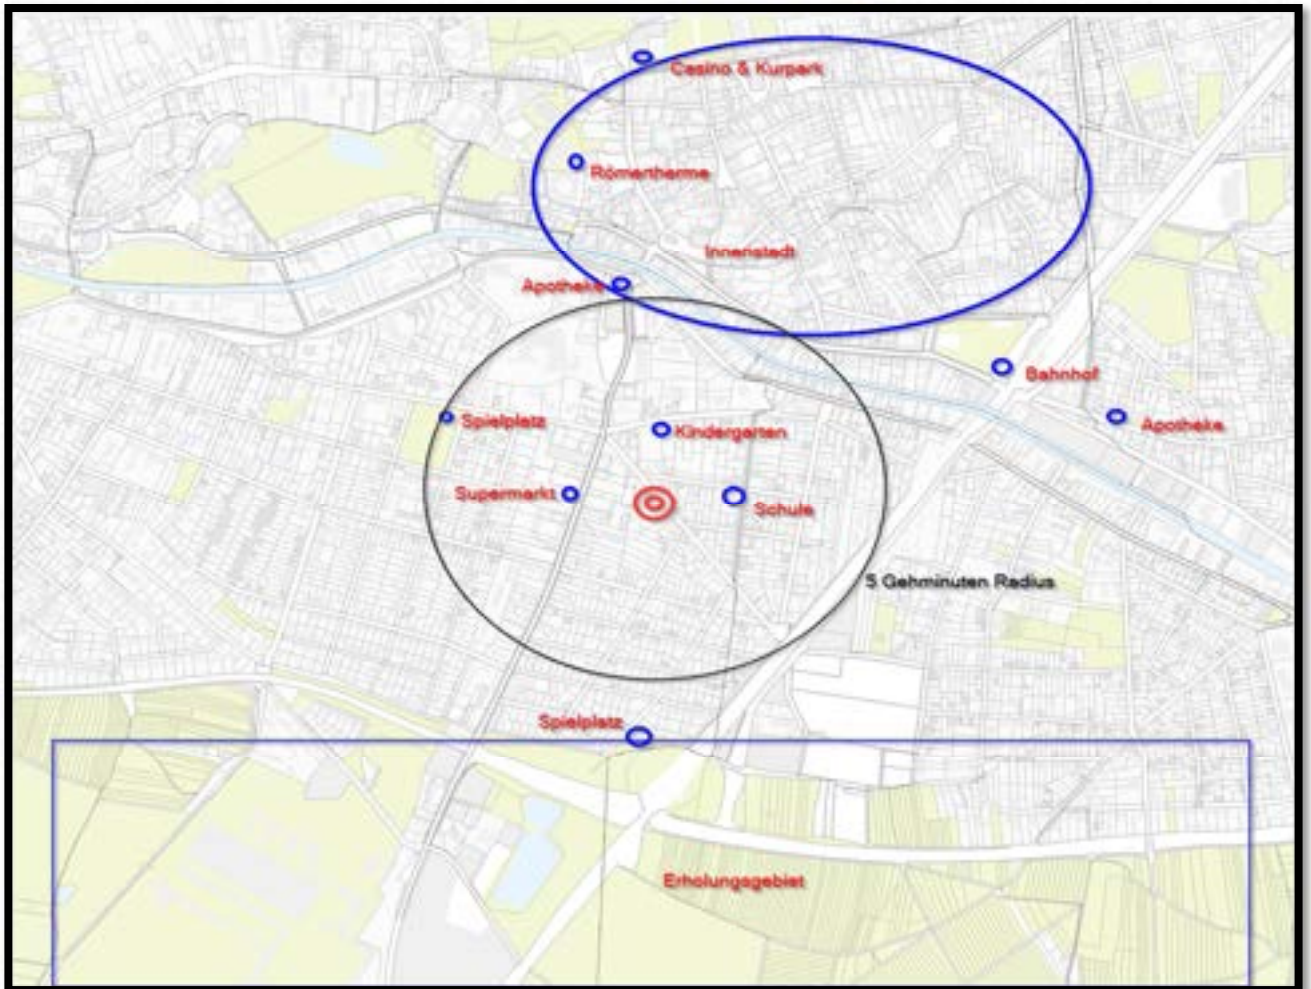 Casino & Kurpark
Römertherme
Innenstadt
Apotheke
Bahnhof
Spielplatz
Apotheke
Kindergarten
Supermarkt
Schule
5 Gehminuten Radius
Spielplatz
Erholungsgebiet